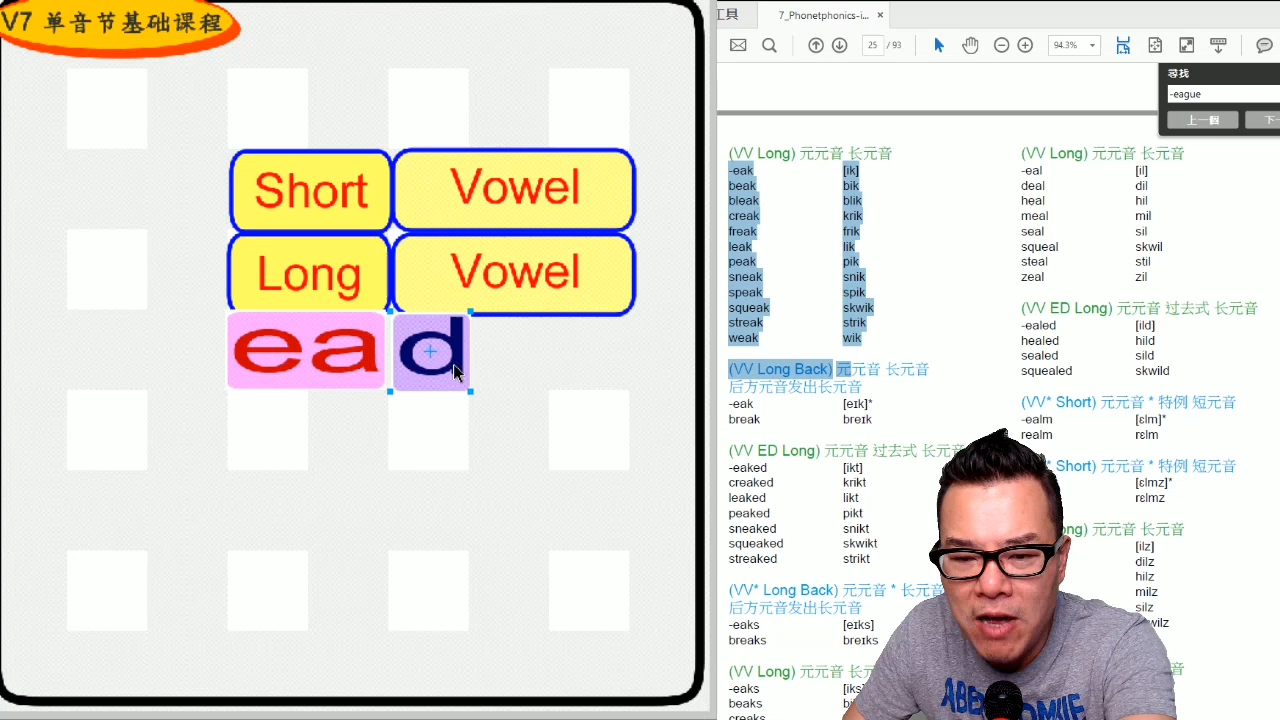 V7 单音节基础课程
Short Vowel
Long Vowel
ea d
工具
7_Phonetphonics-i... ×
25 / 93
94.3%
寻找
-eague
上一個
下一
(VV Long) 元元音 长元音
-eak [ik]
beak bik
bleak blik
creak krik
freak frik
leak lik
peak pik
sneak snik
speak spik
squeak skwik
streak strik
weak wik
(VV Long Back) 元元音 长元音
后方元音发出长元音
-eak [eɪk]*
break breɪk
(VV ED Long) 元元音 过去式 长元音
-eaked [ikt]
creaked krikt
leaked likt
peaked pikt
sneaked snikt
squeaked skwikt
streaked strikt
(VV* Long Back) 元元音 * 长元音
后方元音发出长元音
-eaks [eɪks]
breaks breɪks
(VV Long) 元元音 长元
-eaks [iks]
beaks
creaks
(VV Long) 元元音 长元音
-eal [il]
deal dil
heal hil
meal mil
seal sil
squeal skwil
steal stil
zeal zil
(VV ED Long) 元元音 过去式 长元音
-ealed [ild]
healed hild
sealed sild
squealed skwild
(VV* Short) 元元音 * 特例 短元音
-ealm [ɛlm]*
realm rɛlm
Short) 元元音 * 特例 短元音
[ɛlmz]*
rɛlmz
元元音 长元音
[ilz]
dilz
hilz
milz
silz